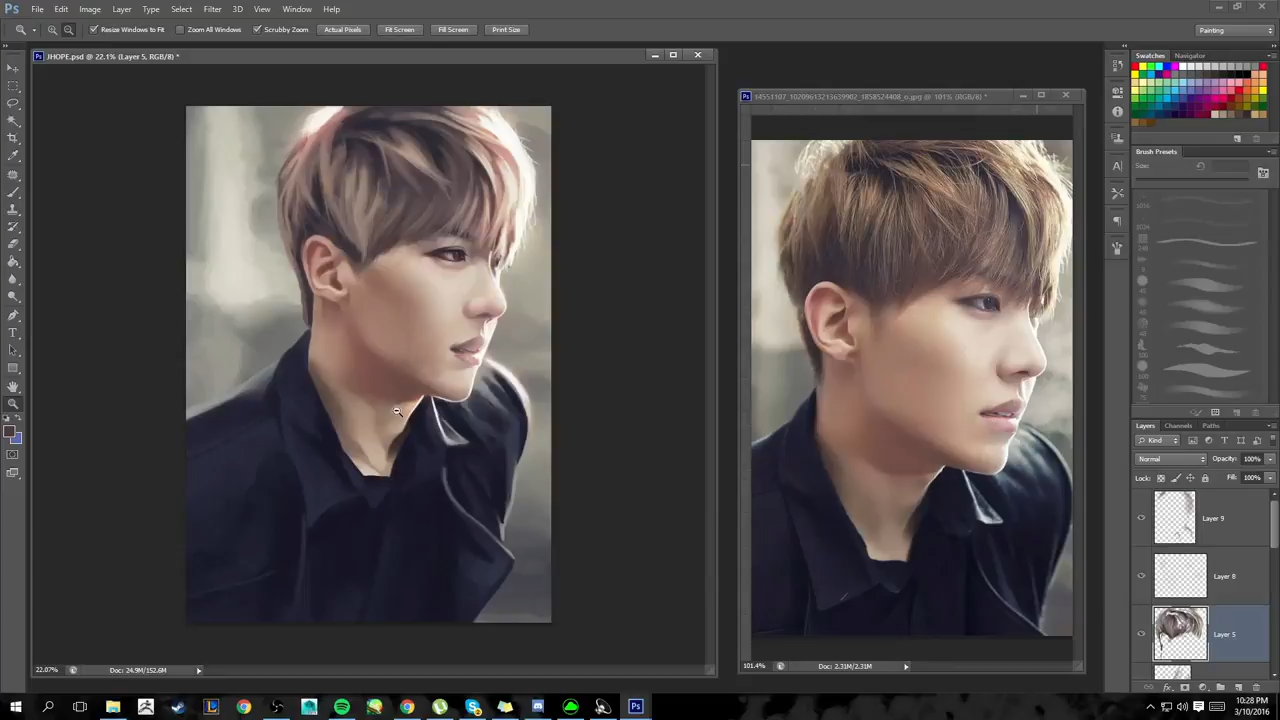 Ps File Edit Image Layer Type Select Filter 3D View Window Help
Resize Windows to Fit Zoom All Windows Scrubby Zoom Actual Pixels Fit Screen Fill Screen Print Size Painting
JHOPE.psd @ 22.1% (Layer 5, RGB/8) *
14551107_10209613213639902_1858524408_o.jpg @ 101% (RGB/8) *
Swatches Navigator
Brush Presets
Size:
Layers Channels Paths
Kind
Normal Opacity: 100%
Lock: Fill: 100%
Layer 9
Layer 8
Layer 5
22.07% Doc: 24.9M/152.6M
101.4% Doc: 2.31M/2.31M
10:28 PM
3/10/2016